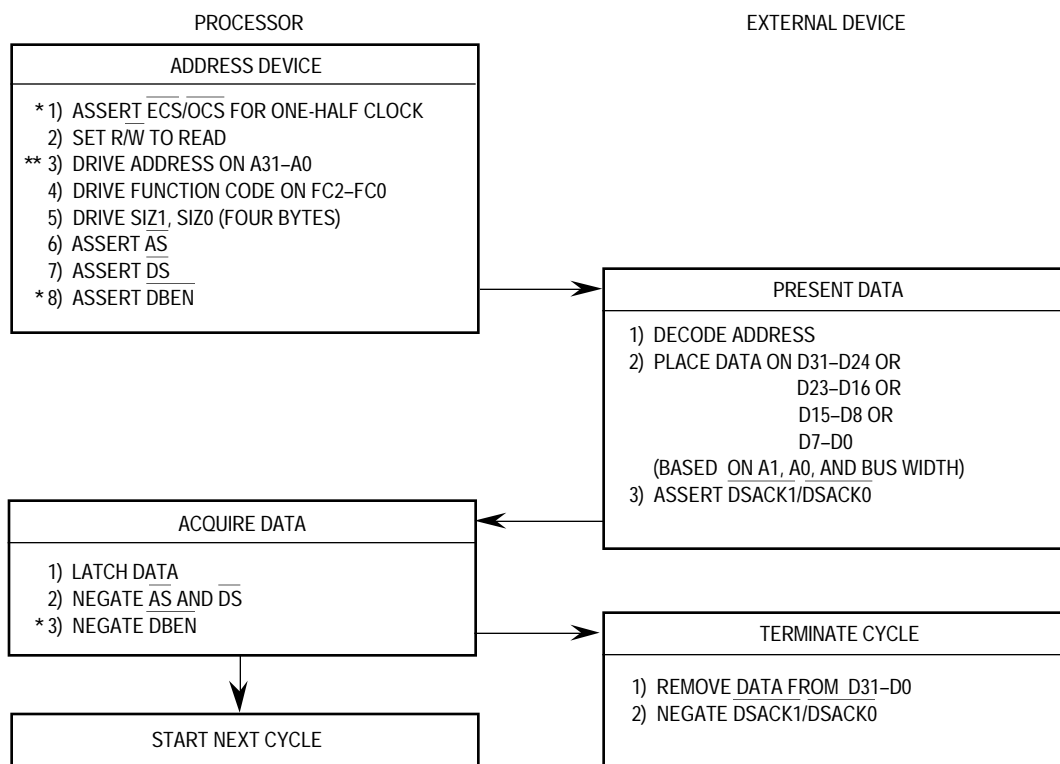 PROCESSOR
EXTERNAL DEVICE
ADDRESS DEVICE
* 1) ASSERT ECS/OCS FOR ONE-HALF CLOCK
2) SET R/W TO READ
** 3) DRIVE ADDRESS ON A31–A0
4) DRIVE FUNCTION CODE ON FC2–FC0
5) DRIVE SIZ1, SIZ0 (FOUR BYTES)
6) ASSERT AS
7) ASSERT DS
* 8) ASSERT DBEN
PRESENT DATA
1) DECODE ADDRESS
2) PLACE DATA ON D31–D24 OR
D23–D16 OR
D15–D8 OR
D7–D0
(BASED ON A1, A0, AND BUS WIDTH)
3) ASSERT DSACK1/DSACK0
ACQUIRE DATA
1) LATCH DATA
2) NEGATE AS AND DS
* 3) NEGATE DBEN
TERMINATE CYCLE
1) REMOVE DATA FROM D31–D0
2) NEGATE DSACK1/DSACK0
START NEXT CYCLE